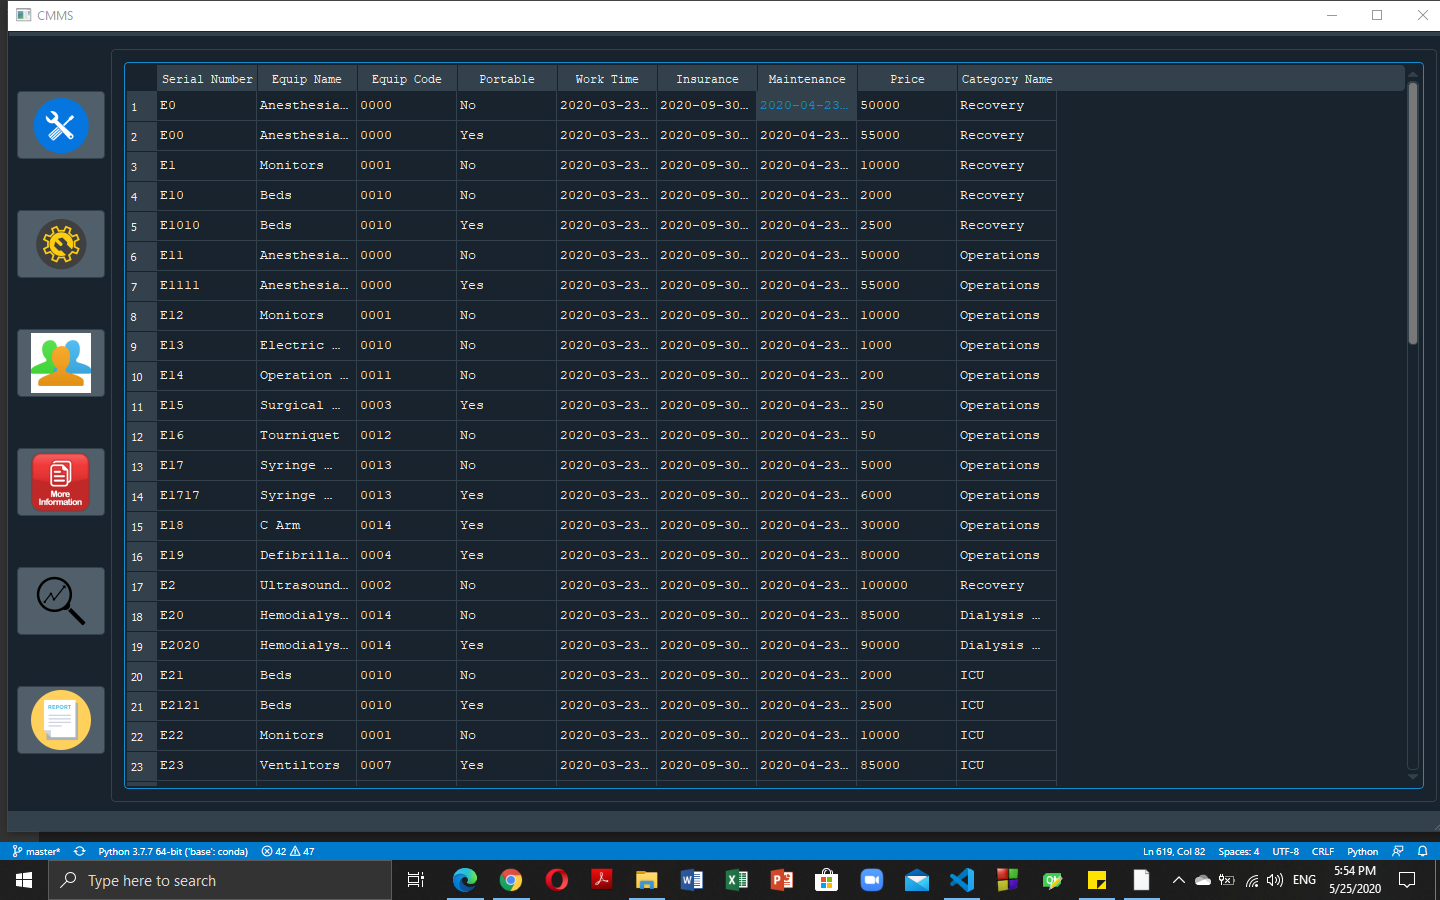 CMMS
Serial Number Equip Name Equip Code Portable Work Time Insurance Maintenance Price Category Name
1 E0 Anesthesia... 0000 No 2020-03-23... 2020-09-30... 2020-04-23... 50000 Recovery
2 E00 Anesthesia... 0000 Yes 2020-03-23... 2020-09-30... 2020-04-23... 55000 Recovery
3 E1 Monitors 0001 No 2020-03-23... 2020-09-30... 2020-04-23... 10000 Recovery
4 E10 Beds 0010 No 2020-03-23... 2020-09-30... 2020-04-23... 2000 Recovery
5 E1010 Beds 0010 Yes 2020-03-23... 2020-09-30... 2020-04-23... 2500 Recovery
6 E11 Anesthesia... 0000 No 2020-03-23... 2020-09-30... 2020-04-23... 50000 Operations
7 E1111 Anesthesia... 0000 Yes 2020-03-23... 2020-09-30... 2020-04-23... 55000 Operations
8 E12 Monitors 0001 No 2020-03-23... 2020-09-30... 2020-04-23... 10000 Operations
9 E13 Electric ... 0010 No 2020-03-23... 2020-09-30... 2020-04-23... 1000 Operations
10 E14 Operation ... 0011 No 2020-03-23... 2020-09-30... 2020-04-23... 200 Operations
11 E15 Surgical ... 0003 Yes 2020-03-23... 2020-09-30... 2020-04-23... 250 Operations
12 E16 Tourniquet 0012 No 2020-03-23... 2020-09-30... 2020-04-23... 50 Operations
13 E17 Syringe ... 0013 No 2020-03-23... 2020-09-30... 2020-04-23... 5000 Operations
14 E1717 Syringe ... 0013 Yes 2020-03-23... 2020-09-30... 2020-04-23... 6000 Operations
15 E18 C Arm 0014 Yes 2020-03-23... 2020-09-30... 2020-04-23... 30000 Operations
16 E19 Defibrilla... 0004 Yes 2020-03-23... 2020-09-30... 2020-04-23... 80000 Operations
17 E2 Ultrasound... 0002 No 2020-03-23... 2020-09-30... 2020-04-23... 100000 Recovery
18 E20 Hemodialys... 0014 No 2020-03-23... 2020-09-30... 2020-04-23... 85000 Dialysis ...
19 E2020 Hemodialys... 0014 Yes 2020-03-23... 2020-09-30... 2020-04-23... 90000 Dialysis ...
20 E21 Beds 0010 No 2020-03-23... 2020-09-30... 2020-04-23... 2000 ICU
21 E2121 Beds 0010 Yes 2020-03-23... 2020-09-30... 2020-04-23... 2500 ICU
22 E22 Monitors 0001 No 2020-03-23... 2020-09-30... 2020-04-23... 10000 ICU
23 E23 Ventiltors 0007 Yes 2020-03-23... 2020-09-30... 2020-04-23... 85000 ICU
More
Information
REPORT
master* Python 3.7.7 64-bit ('base': conda) 42 47 Ln 619, Col 82 Spaces: 4 UTF-8 CRLF Python
Type here to search ENG 5:54 PM
5/25/2020